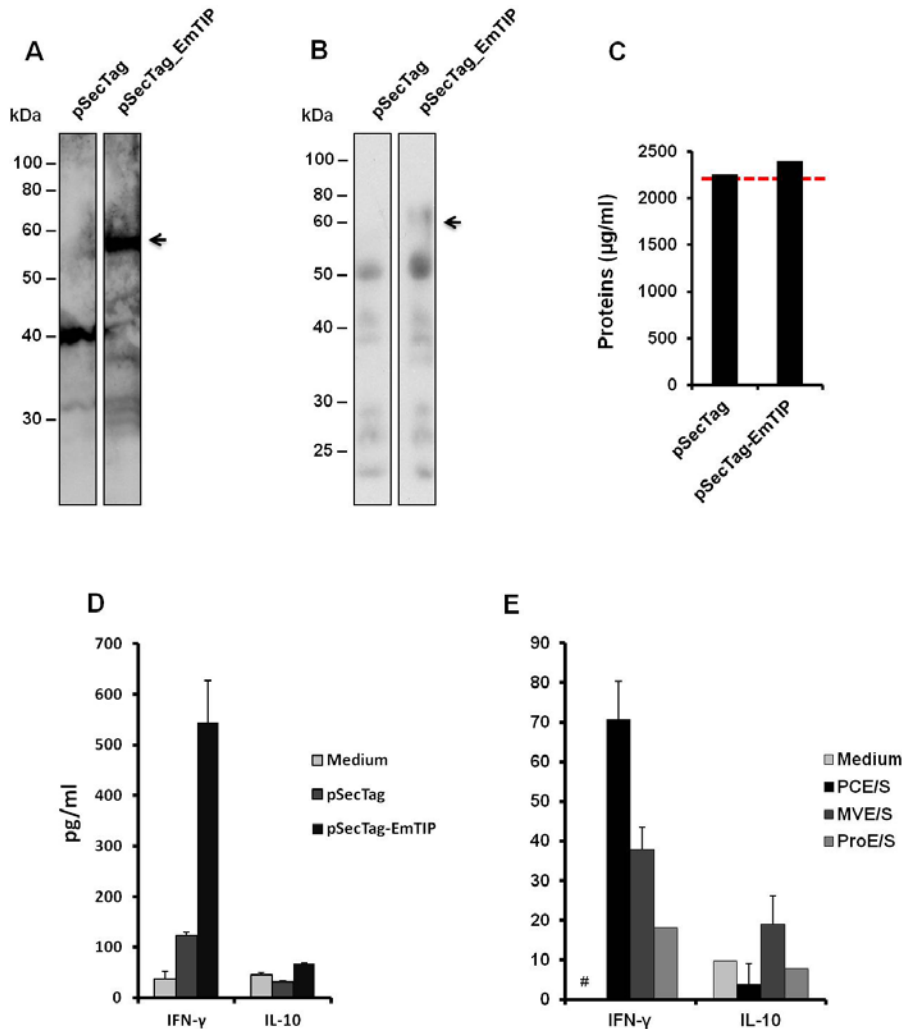 A
pSecTag
pSecTag_EmTIP
kDa
100
80
60
50
40
30
B
pSecTag
pSecTag_EmTIP
kDa
100
80
60
50
40
30
25
C
Proteins (µg/ml)
2500
2000
1500
1000
500
0
pSecTag
pSecTag-EmTIP
D
pg/ml
700
600
500
400
300
200
100
0
IFN-γ
IL-10
Medium
pSecTag
pSecTag-EmTIP
E
90
80
70
60
50
40
30
20
10
0
#
IFN-γ
IL-10
Medium
PCE/S
MVE/S
ProE/S